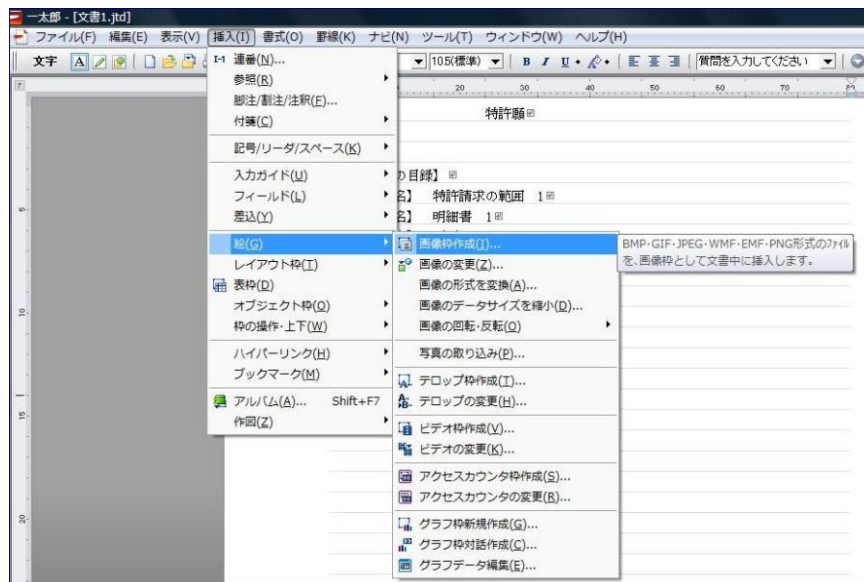 一太郎 - [文書1.jtd]
ファイル(F) 編集(E) 表示(V) 挿入(I) 書式(O) 罫線(K) ナビ(N) ツール(T) ウィンドウ(W) ヘルプ(H)
文字 A 105(標準) B I U 質問を入力してください
20 30 40 50 60 70 80
特許願
の目録】
名】 特許請求の範囲 1
名】 明細書 1
1-1 連番(N)...
参照(R)
脚注/割注/注釈(F)...
付箋(C)
記号/リーダ/スペース(K)
入力ガイド(U)
フィールド(L)
差込(Y)
絵(G)
レイアウト枠(I)
表枠(D)
オブジェクト枠(O)
枠の操作・上下(W)
ハイパーリンク(H)
ブックマーク(M)
アルバム(A)... Shift+F7
作図(Z)
画像枠作成(I)...
画像の変更(Z)...
画像の形式を変換(A)...
画像のデータサイズを縮小(D)...
画像の回転・反転(O)
写真の取り込み(P)...
テロップ枠作成(T)...
テロップの変更(H)...
ビデオ枠作成(V)...
ビデオの変更(K)...
アクセスカウンタ枠作成(S)...
アクセスカウンタの変更(R)...
グラフ枠新規作成(G)...
グラフ枠対話作成(C)...
グラフデータ編集(E)...
BMP・GIF・JPEG・WMF・EMF・PNG形式のファイル
を、画像枠として文書中に挿入します。
5
10
15
20